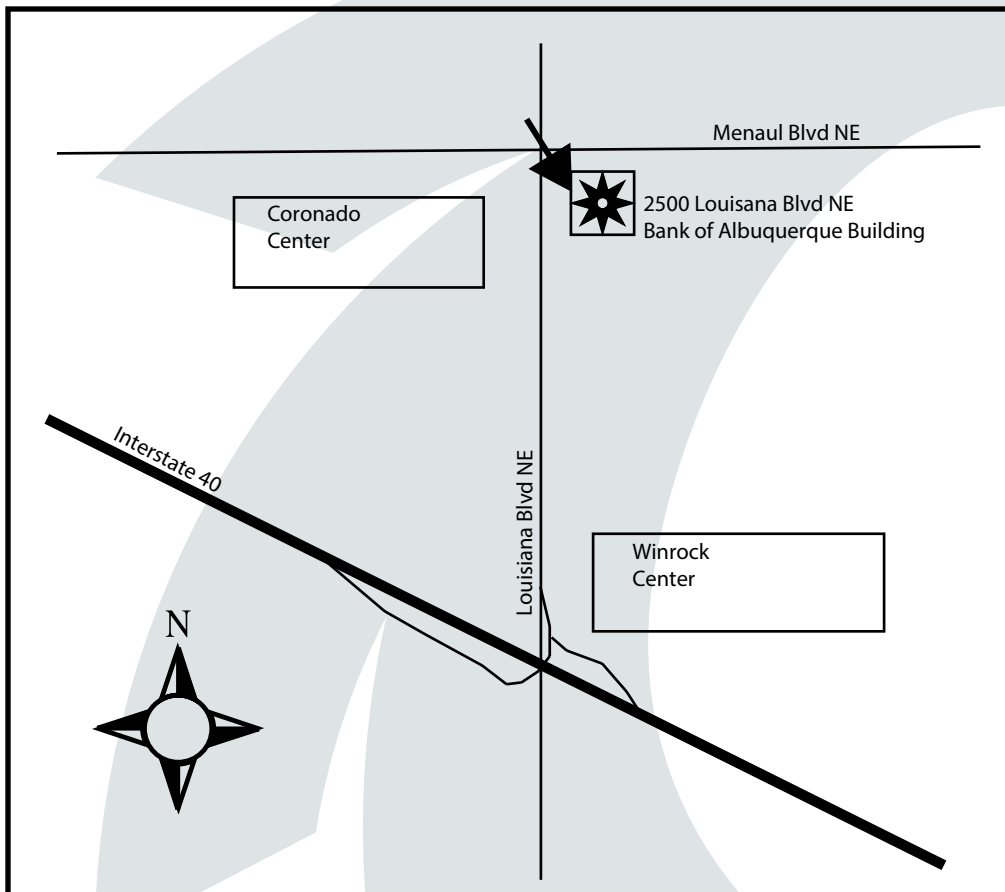 Menaul Blvd NE
Coronado
Center
2500 Louisana Blvd NE
Bank of Albuquerque Building
Interstate 40
Louisiana Blvd NE
Winrock
Center
N